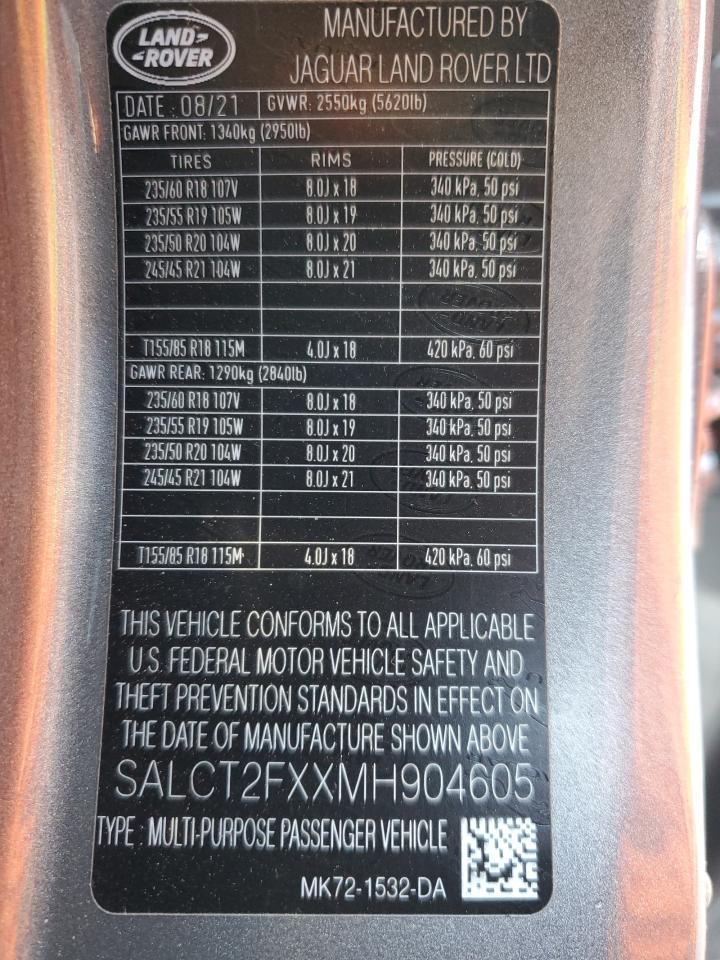 LAND-
-ROVER
MANUFACTURED BY
JAGUAR LAND ROVER LTD
DATE : 08/21 GVWR: 2550kg (5620lb)
GAWR FRONT: 1340kg (2950lb)
TIRES RIMS PRESSURE (COLD)
235/60 R18 107V 8.0J x 18 340 kPa, 50 psi
235/55 R19 105W 8.0J x 19 340 kPa, 50 psi
235/50 R20 104W 8.0J x 20 340 kPa, 50 psi
245/45 R21 104W 8.0J x 21 340 kPa, 50 psi
T155/85 R18 115M 4.0J x 18 420 kPa, 60 psi
GAWR REAR: 1290kg (2840lb)
235/60 R18 107V 8.0J x 18 340 kPa, 50 psi
235/55 R19 105W 8.0J x 19 340 kPa, 50 psi
235/50 R20 104W 8.0J x 20 340 kPa, 50 psi
245/45 R21 104W 8.0J x 21 340 kPa, 50 psi
T155/85 R18 115M 4.0J x 18 420 kPa, 60 psi
THIS VEHICLE CONFORMS TO ALL APPLICABLE
U.S. FEDERAL MOTOR VEHICLE SAFETY AND
THEFT PREVENTION STANDARDS IN EFFECT ON
THE DATE OF MANUFACTURE SHOWN ABOVE
SALCT2FXXMH904605
TYPE : MULTI-PURPOSE PASSENGER VEHICLE
MK72-1532-DA